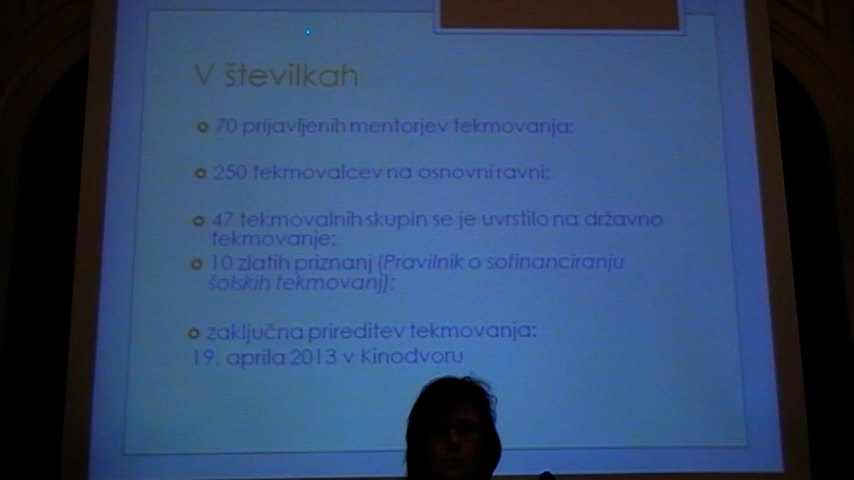 V številkah
70 prijavljenih mentorjev tekmovanja;
250 tekmovalcev na osnovni ravni;
47 tekmovalnih skupin se je uvrstilo na državno
tekmovanje;
10 zlatih priznanj (Pravilnik o sofinanciranju
šolskih tekmovanj);
zaključna prireditev tekmovanja:
19. aprila 2013 v Kinodvoru